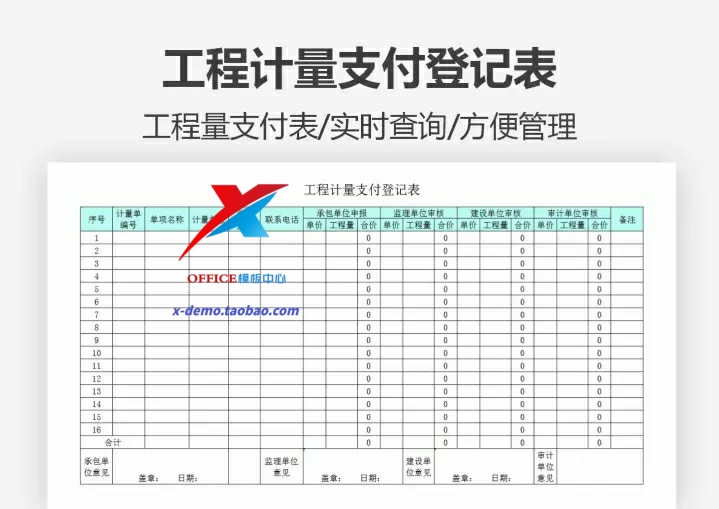 工程计量支付登记表
工程量支付表/实时查询/方便管理
工程计量支付登记表
序号 计量单编号 单项名称 计量 联系电话 承包单位申报 监理单位审核 建设单位审核 审计单位审核 备注
单价 工程量 合价 单价 工程量 合价 单价 工程量 合价 单价 工程量 合价
1 0 0 0 0
2 0 0 0 0
3 0 0 0 0
4 0 0 0 0
5 0 0 0 0
6 0 0 0 0
7 0 0 0 0
8 0 0 0 0
9 0 0 0 0
10 0 0 0 0
11 0 0 0 0
12 0 0 0 0
13 0 0 0 0
14 0 0 0 0
15 0 0 0 0
16 0 0 0 0
合计 0 0 0 0
承包单位意见 盖章： 日期： 监理单位意见 盖章： 日期： 建设单位意见 盖章： 日期： 审计单位意见
OFFICE模板中心
x-demo.taobao.com